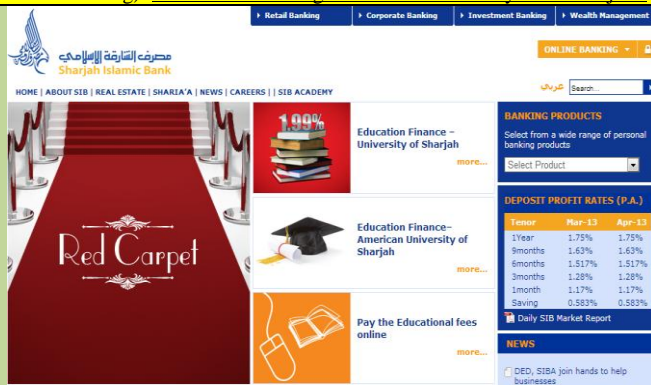 Retail Banking
Corporate Banking
Investment Banking
Wealth Management
مصرف الشارقة الإسلامي
Sharjah Islamic Bank
ONLINE BANKING
عربي
Search...
HOME | ABOUT SIB | REAL ESTATE | SHARIA'A | NEWS | CAREERS | | SIB ACADEMY
Red Carpet
1.99%
Education Finance –
University of Sharjah
more...
Education Finance–
American University of
Sharjah
more...
Pay the Educational fees
online
more...
BANKING PRODUCTS
Select from a wide range of personal
banking products
Select Product
DEPOSIT PROFIT RATES (P.A.)
Tenor Mar-13 Apr-13
1Year 1.75% 1.75%
9months 1.63% 1.63%
6months 1.517% 1.517%
3months 1.28% 1.28%
1month 1.17% 1.17%
Saving 0.583% 0.583%
Daily SIB Market Report
NEWS
DED, SIBA join hands to help
businesses